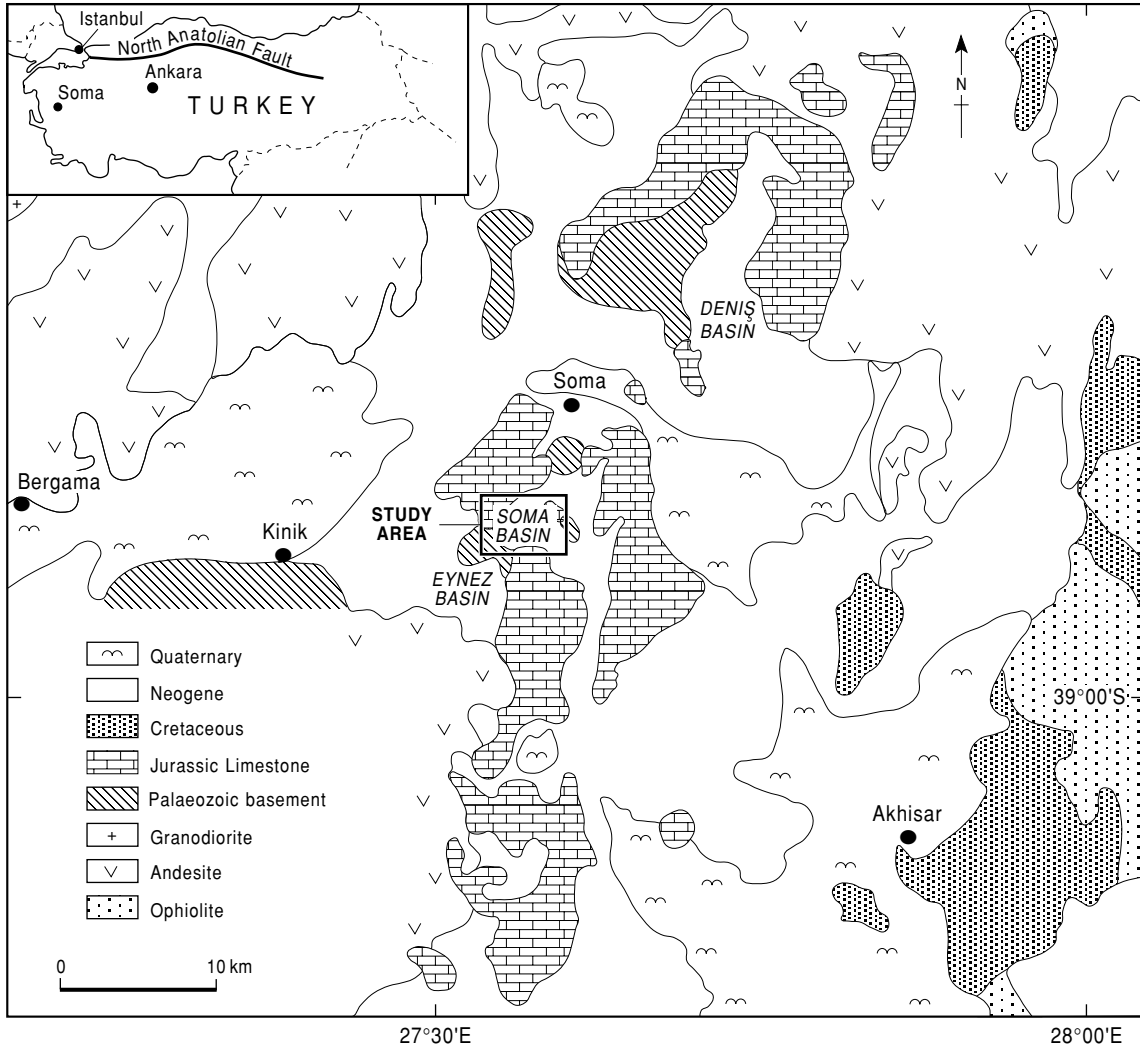 Istanbul
North Anatolian Fault
Ankara
Soma
TURKEY
N
DENIŞ
BASIN
Soma
Bergama
Kinik
STUDY
AREA
SOMA
BASIN
EYNEZ
BASIN
Quaternary
Neogene
Cretaceous
Jurassic Limestone
Palaeozoic basement
Granodiorite
Andesite
Ophiolite
39°00'S
Akhisar
0 10 km
27°30'E
28°00'E